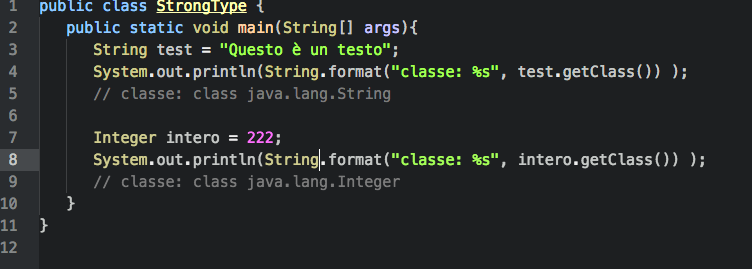 1 public class StrongType {
2 public static void main(String[] args){
3 String test = "Questo è un testo";
4 System.out.println(String.format("classe: %s", test.getClass()) );
5 // classe: class java.lang.String
6
7 Integer intero = 222;
8 System.out.println(String.format("classe: %s", intero.getClass()) );
9 // classe: class java.lang.Integer
10 }
11 }
12